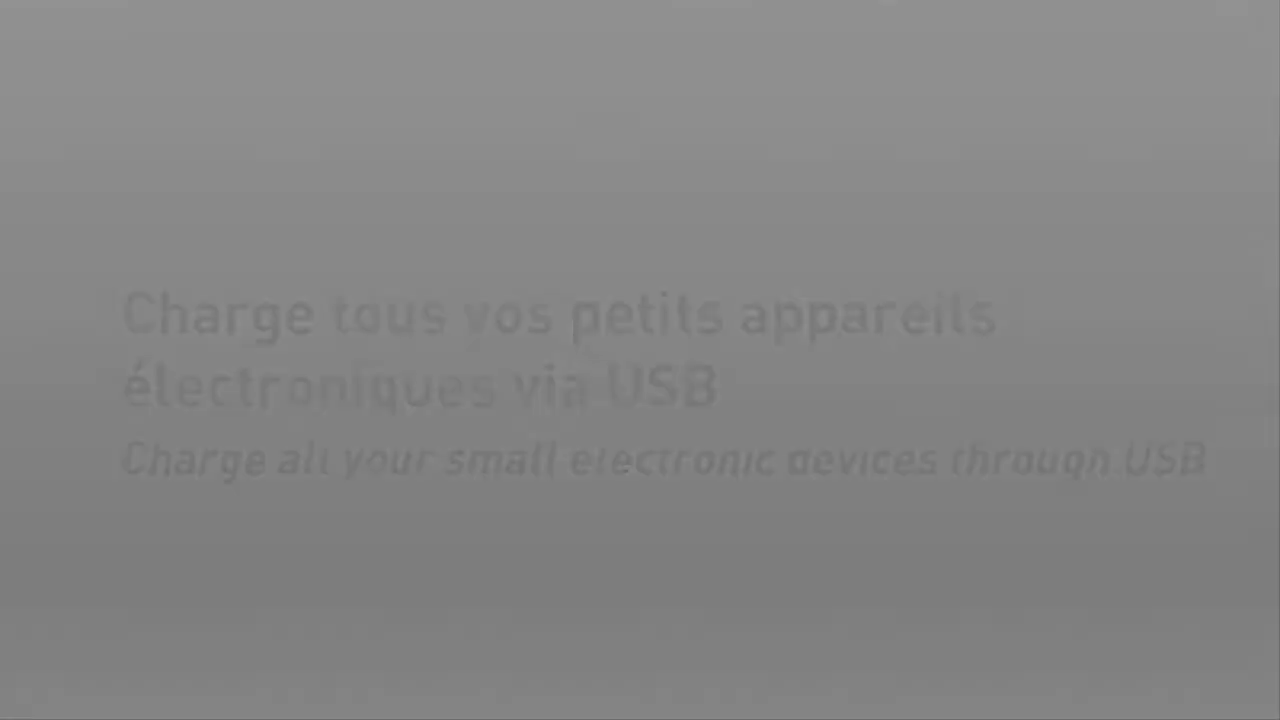 Charge tous vos petits appareils
électroniques via USB
Charge all your small electronic devices through USB